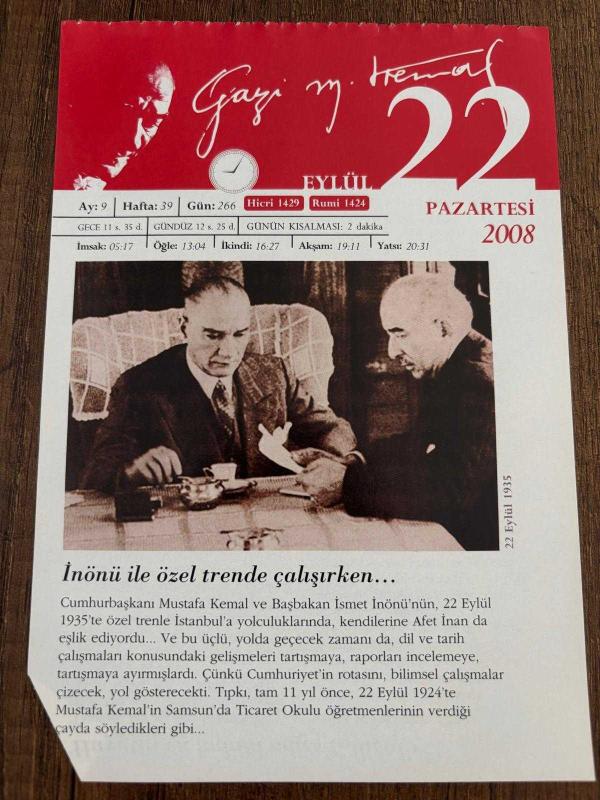 Gazi M. Kemal
EYLÜL 22
Ay: 9 Hafta: 39 Gün: 266 Hicri 1429 Rumi 1424
PAZARTESİ
2008
GECE 11 s. 35 d. GÜNDÜZ 12 s. 25 d. GÜNÜN KISALMASI: 2 dakika
İmsak: 05:17 Öğle: 13:04 İkindi: 16:27 Akşam: 19:11 Yatsı: 20:31
22 Eylül 1935
İnönü ile özel trende çalışırken...
Cumhurbaşkanı Mustafa Kemal ve Başbakan İsmet İnönü'nün, 22 Eylül
1935'te özel trenle İstanbul'a yolculuklarında, kendilerine Afet İnan da
eşlik ediyordu... Ve bu üçlü, yolda geçecek zamanı da, dil ve tarih
çalışmaları konusundaki gelişmeleri tartışmaya, raporları incelemeye,
tartışmaya ayırmışlardı. Çünkü Cumhuriyet'in rotasını, bilimsel çalışmalar
çizecek, yol gösterecekti. Tıpkı, tam 11 yıl önce, 22 Eylül 1924'te
Mustafa Kemal'in Samsun'da Ticaret Okulu öğretmenlerinin verdiği
çayda söyledikleri gibi...